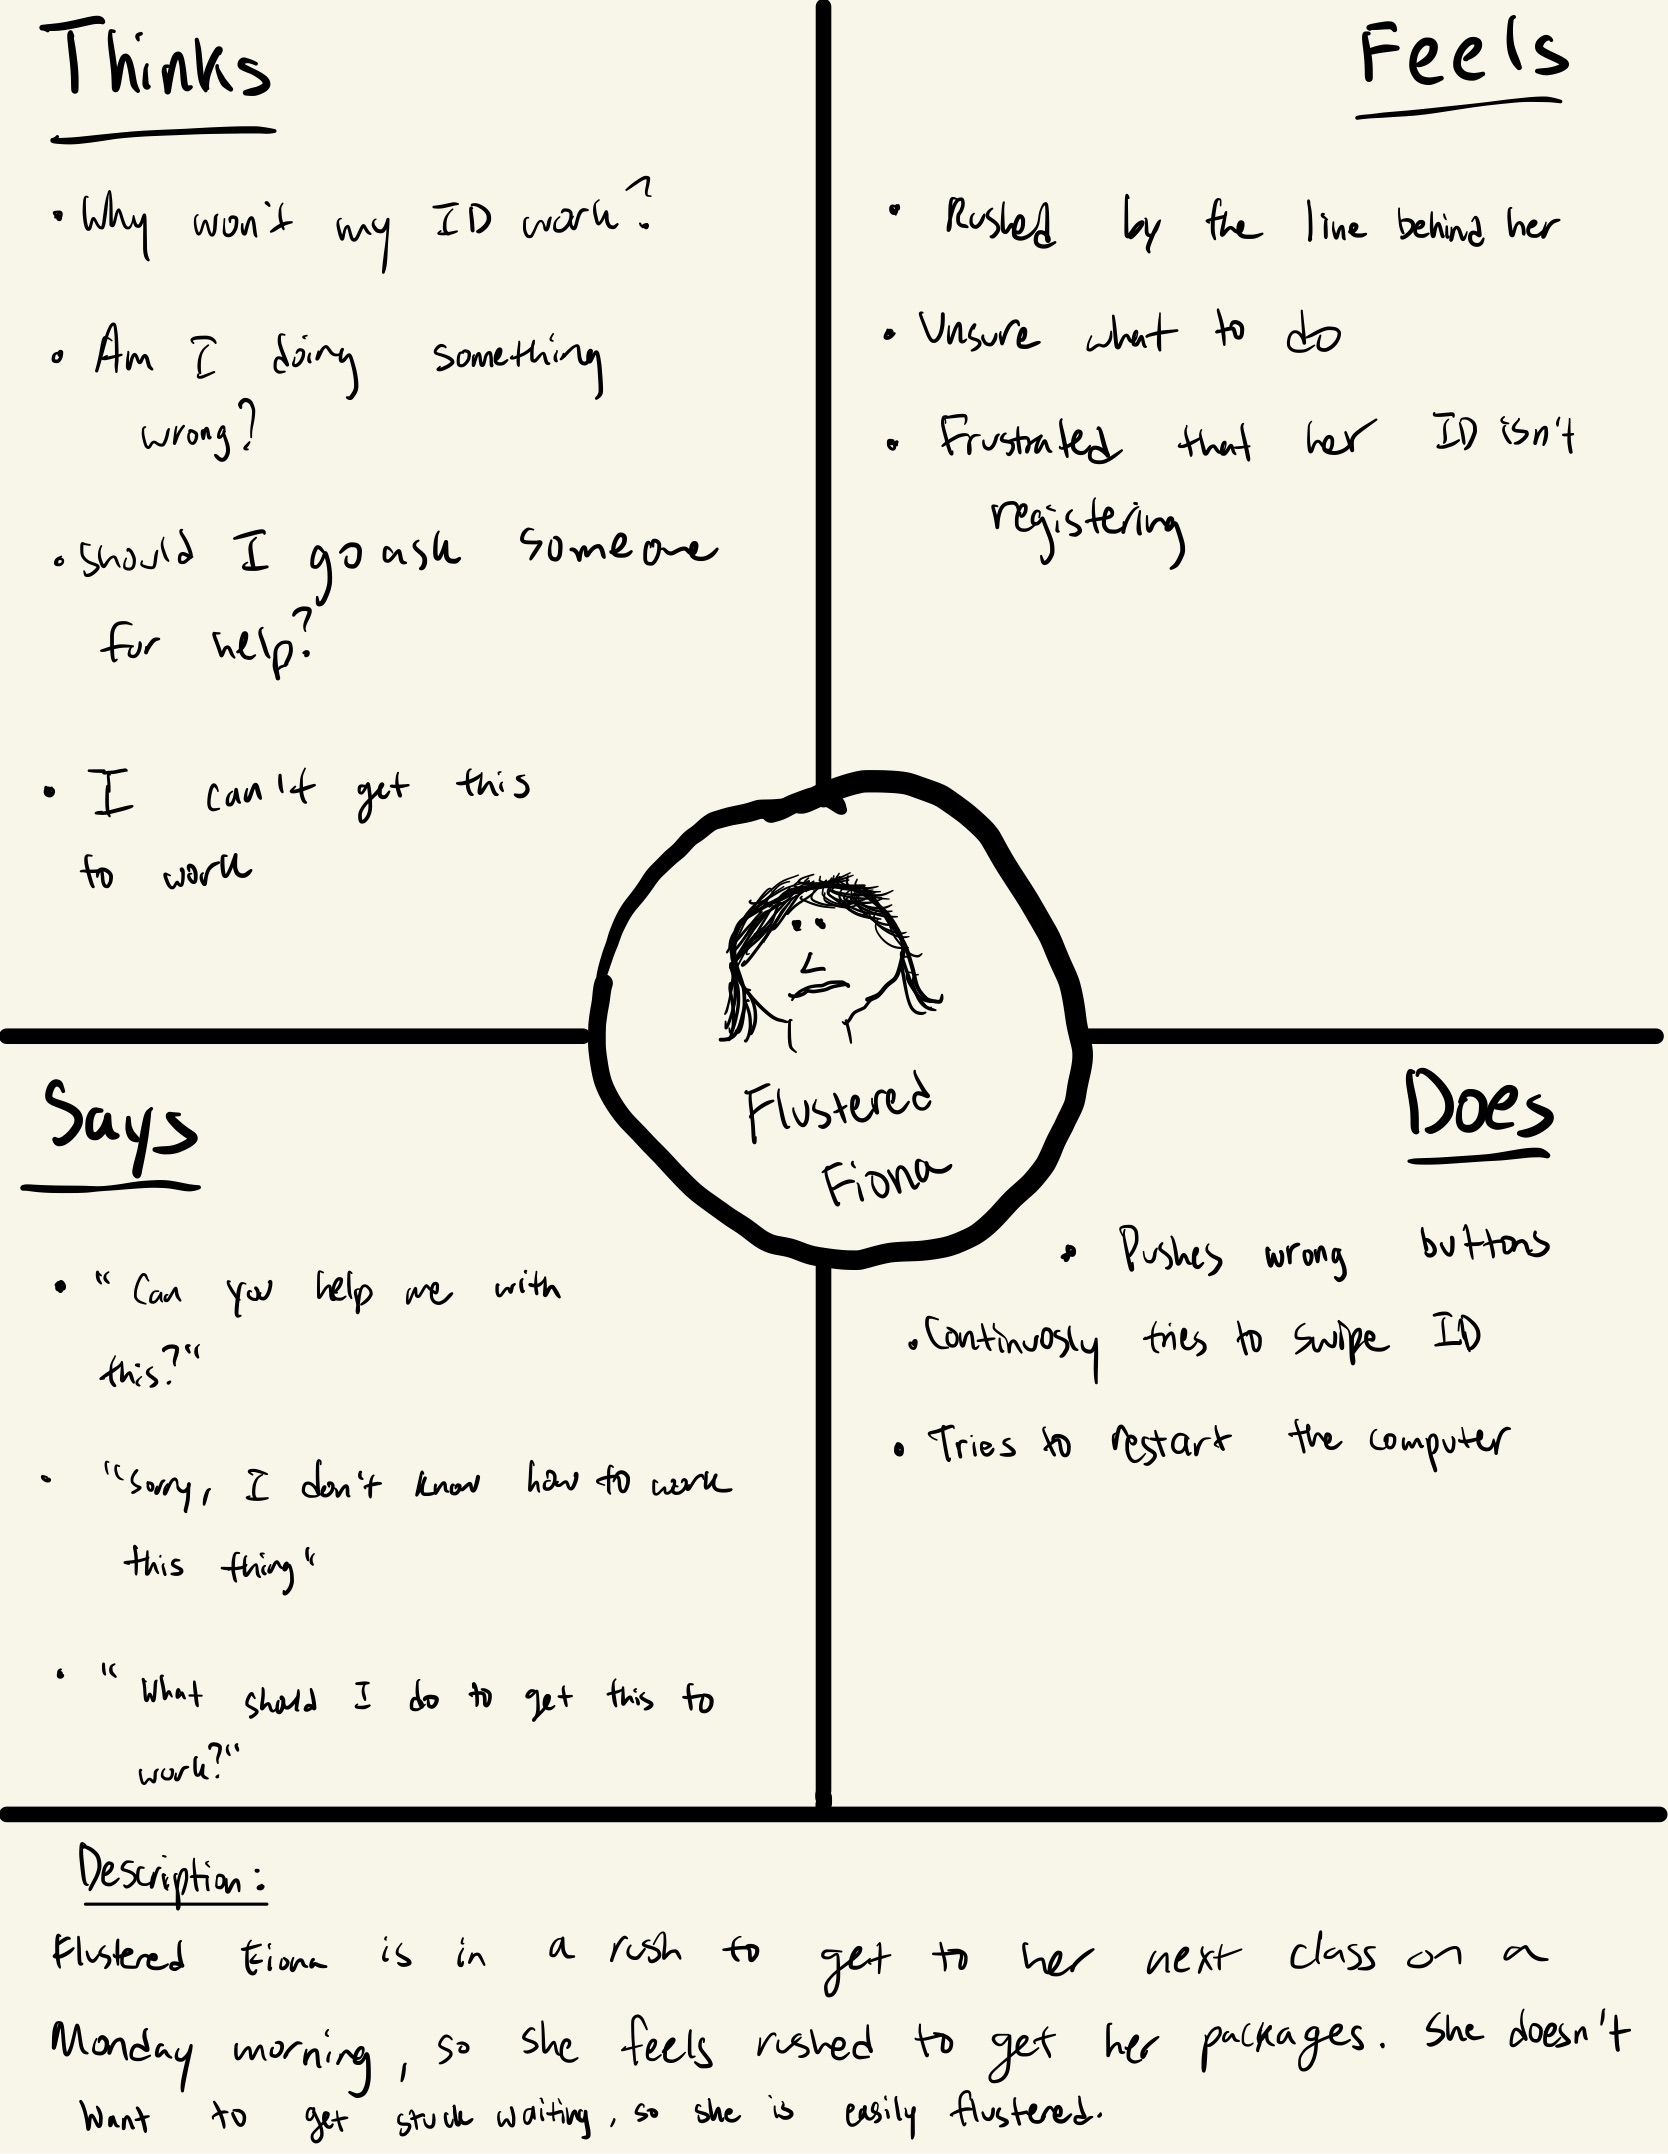 Thinks
• Why won't my ID work?
• Am I doing something
wrong?
• should I go ask someone
for help?
• I can't get this
to work
Feels
• Rushed by the line behind her
• Unsure what to do
• Frustrated that her ID isn't
registering
Flustered
Fiona
Says
• "Can you help me with
this?"
• "Sorry, I don't know how to work
this thing"
• "What should I do to get this to
work?"
Does
• Pushes wrong buttons
• Continuosly tries to swipe ID
• Tries to restart the computer
Description:
Flustered Fiona is in a rush to get to her next class on a
Monday morning, so she feels rushed to get her packages. She doesn't
want to get stuck waiting, so she is easily flustered.